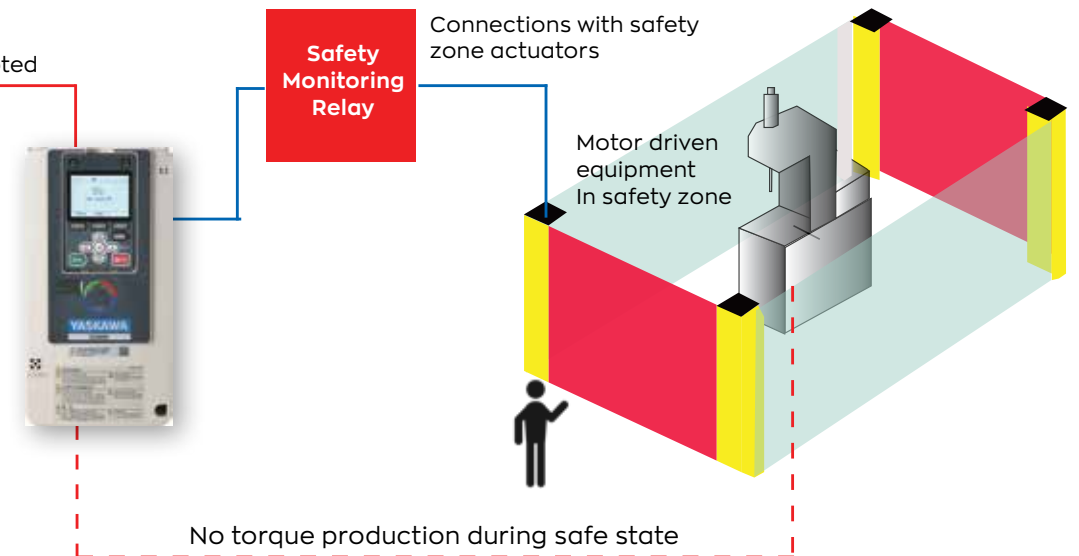 Connections with safety
zone actuators
Safety
Monitoring
Relay
Motor driven
equipment
In safety zone
YASKAWA
No torque production during safe state